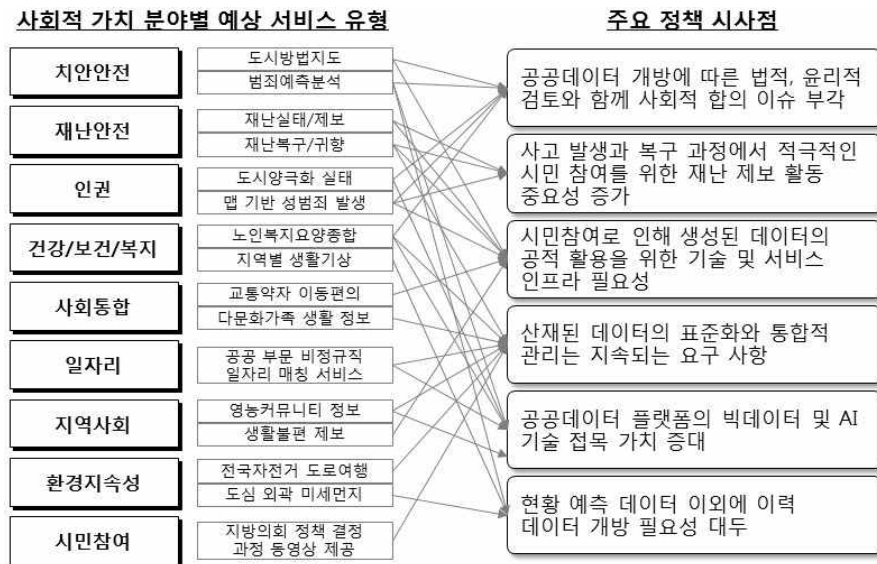 사회적 가치 분야별 예상 서비스 유형
치안안전
도시방법지도
범죄예측분석
재난안전
재난실태/제보
재난복구/귀향
인권
도시양극화 실태
맵 기반 성범죄 발생
건강/보건/복지
노인복지요양종합
지역별 생활기상
사회통합
교통약자 이동편의
다문화가족 생활 정보
일자리
공공 부문 비정규직
일자리 매칭 서비스
지역사회
영농커뮤니티 정보
생활불편 제보
환경지속성
전국자전거 도로여행
도심 외곽 미세먼지
시민참여
지방의회 정책 결정
과정 동영상 제공
주요 정책 시사점
공공데이터 개방에 따른 법적, 윤리적
검토와 함께 사회적 합의 이슈 부각
사고 발생과 복구 과정에서 적극적인
시민 참여를 위한 재난 제보 활동
중요성 증가
시민참여로 인해 생성된 데이터의
공적 활용을 위한 기술 및 서비스
인프라 필요성
산재된 데이터의 표준화와 통합적
관리는 지속되는 요구 사항
공공데이터 플랫폼의 빅데이터 및 AI
기술 접목 가치 증대
현황 예측 데이터 이외에 이력
데이터 개방 필요성 대두